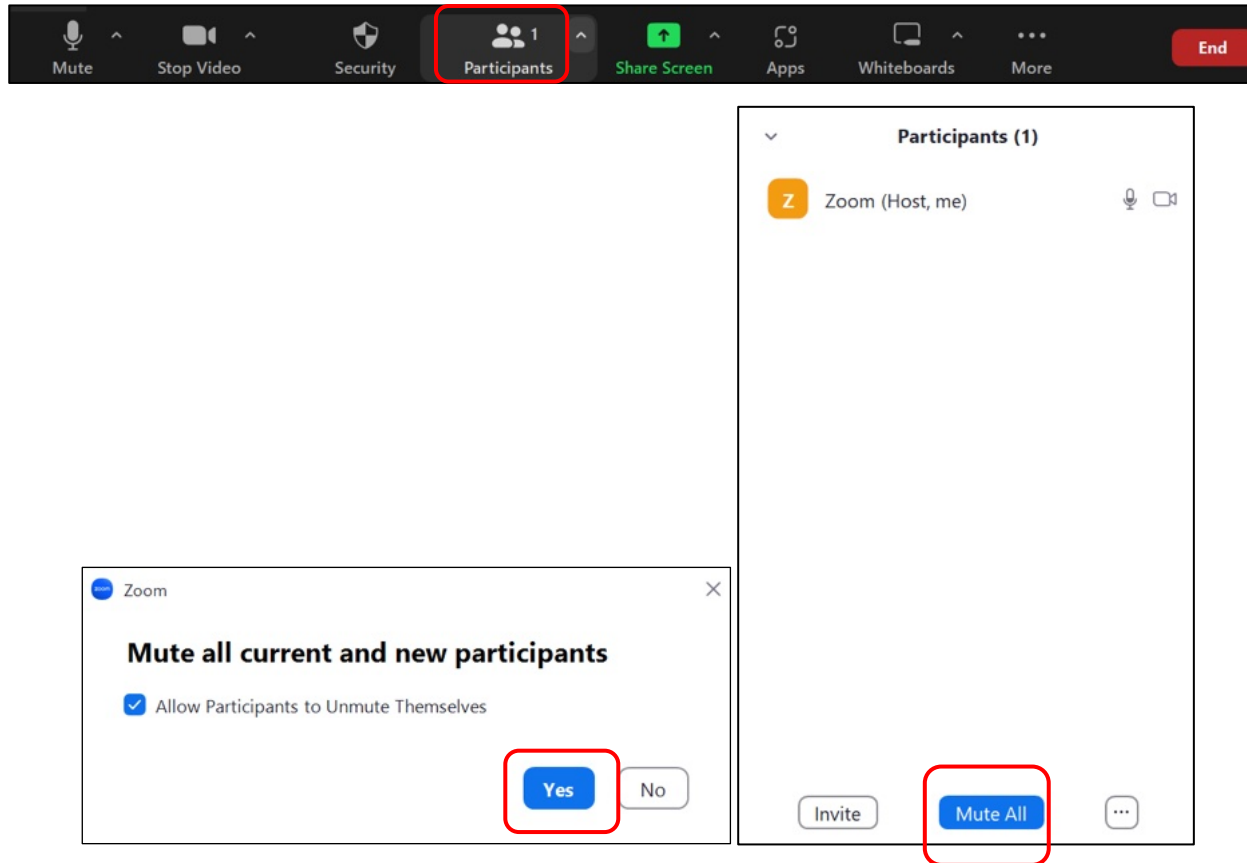 1
Mute Stop Video Security Participants Share Screen Apps Whiteboards More End
Participants (1)
Z Zoom (Host, me)
zoom Zoom
Mute all current and new participants
Allow Participants to Unmute Themselves
Yes No
Invite Mute All